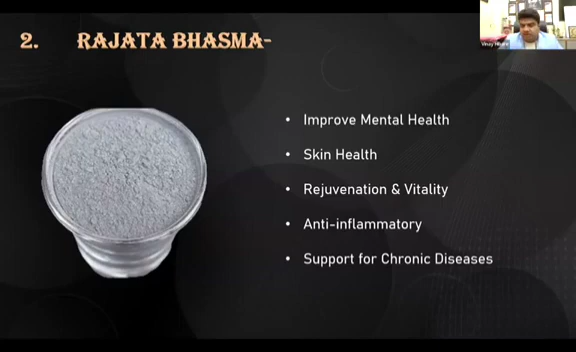 2. RAJATA BHASMA-
• Improve Mental Health
• Skin Health
• Rejuvenation & Vitality
• Anti-inflammatory
• Support for Chronic Diseases